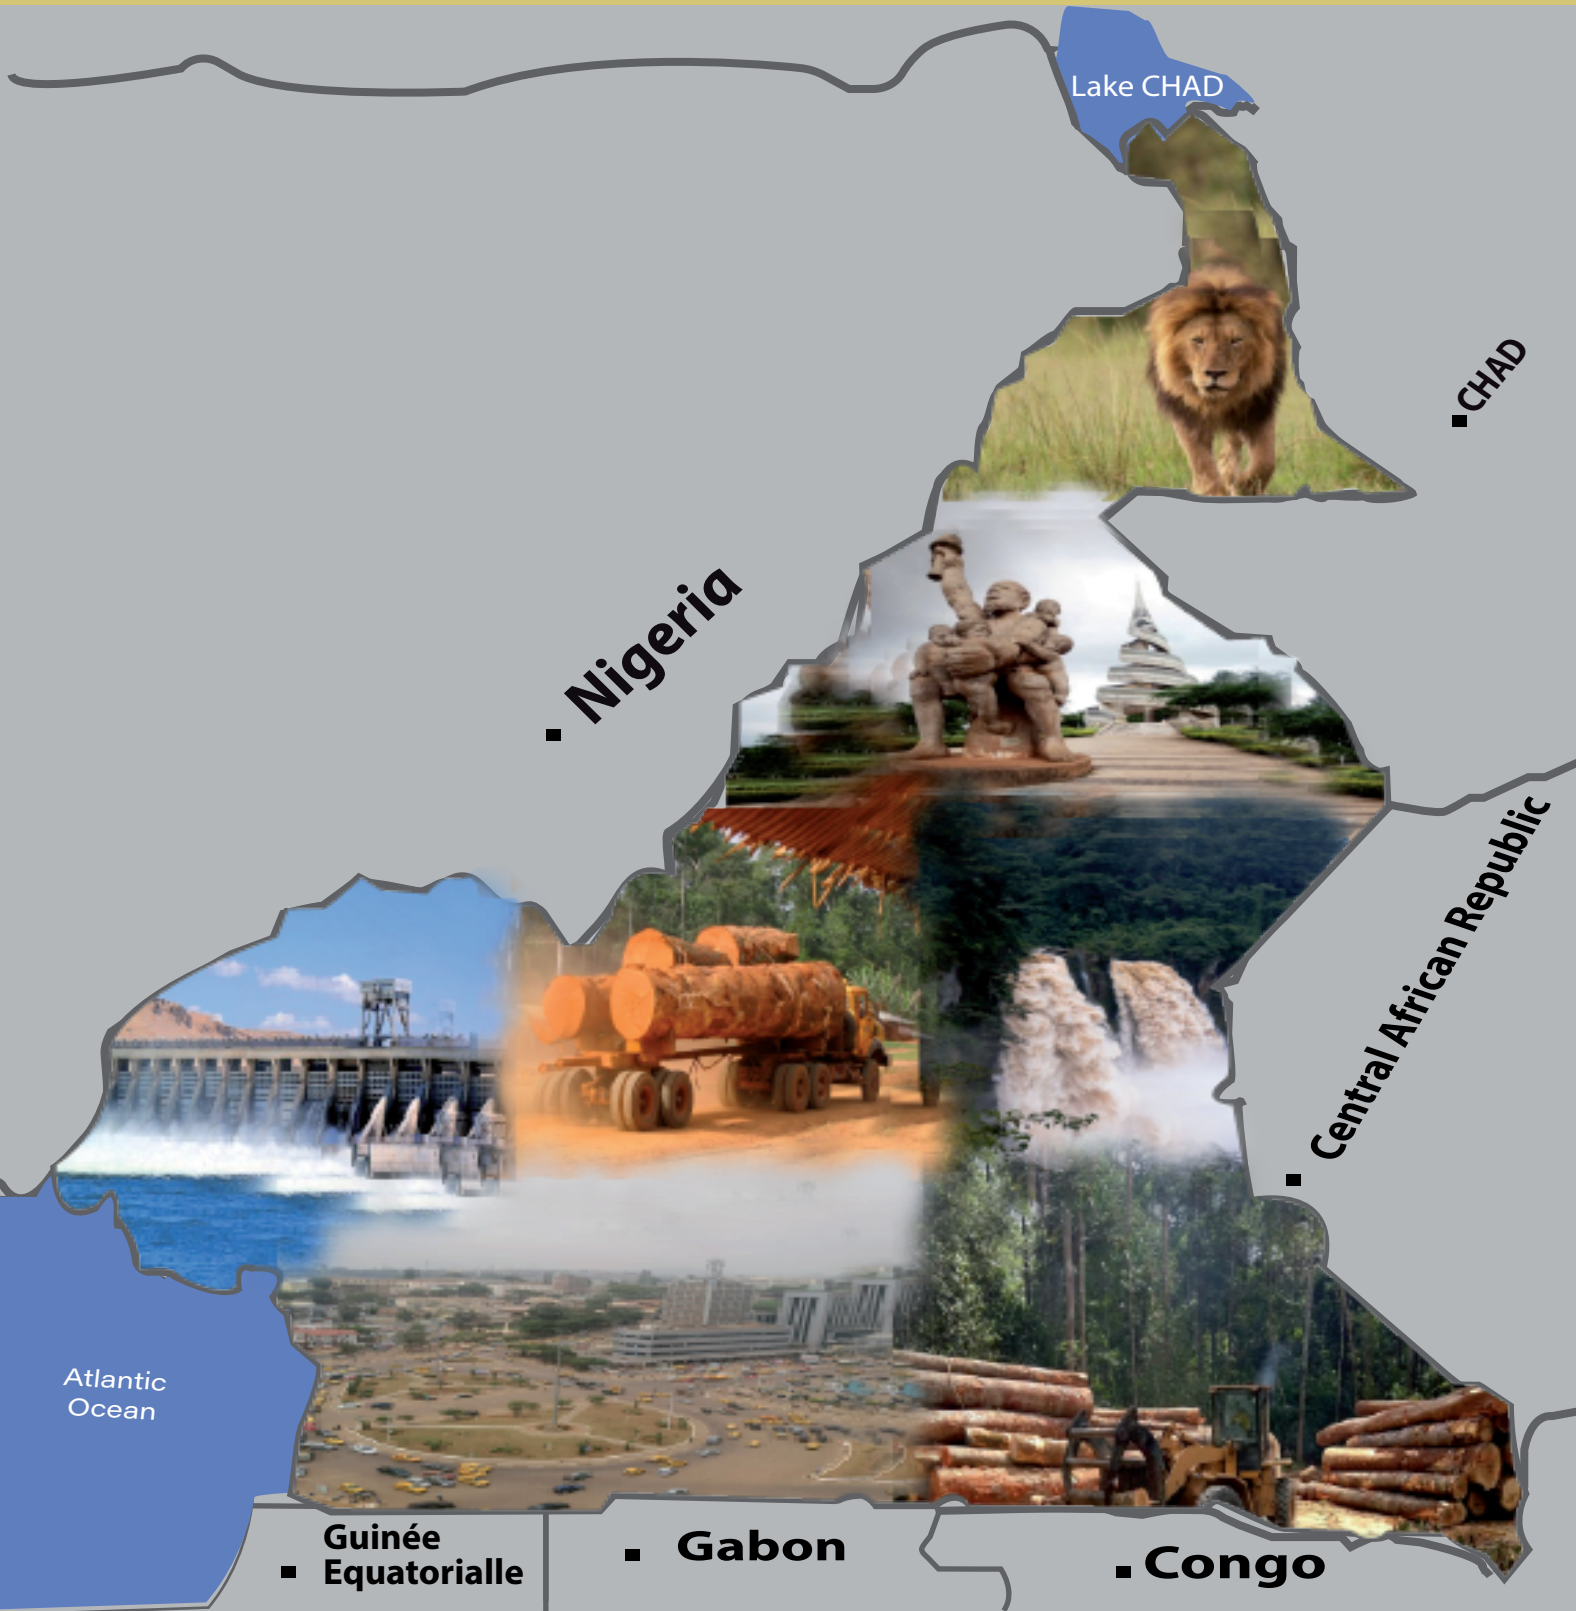 Lake CHAD
CHAD
Nigeria
Central African Republic
Atlantic
Ocean
Guinée
Equatorialle
Gabon
Congo